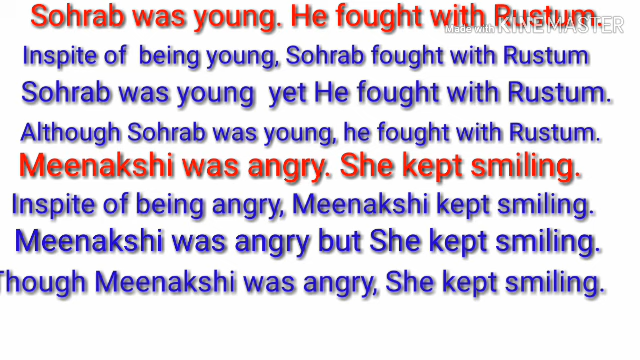 Sohrab was young. He fought with Rustum.
Made with KINEMASTER
Inspite of being young, Sohrab fought with Rustum
Sohrab was young yet He fought with Rustum.
Although Sohrab was young, he fought with Rustum.
Meenakshi was angry. She kept smiling.
Inspite of being angry, Meenakshi kept smiling.
Meenakshi was angry but She kept smiling.
Though Meenakshi was angry, She kept smiling.